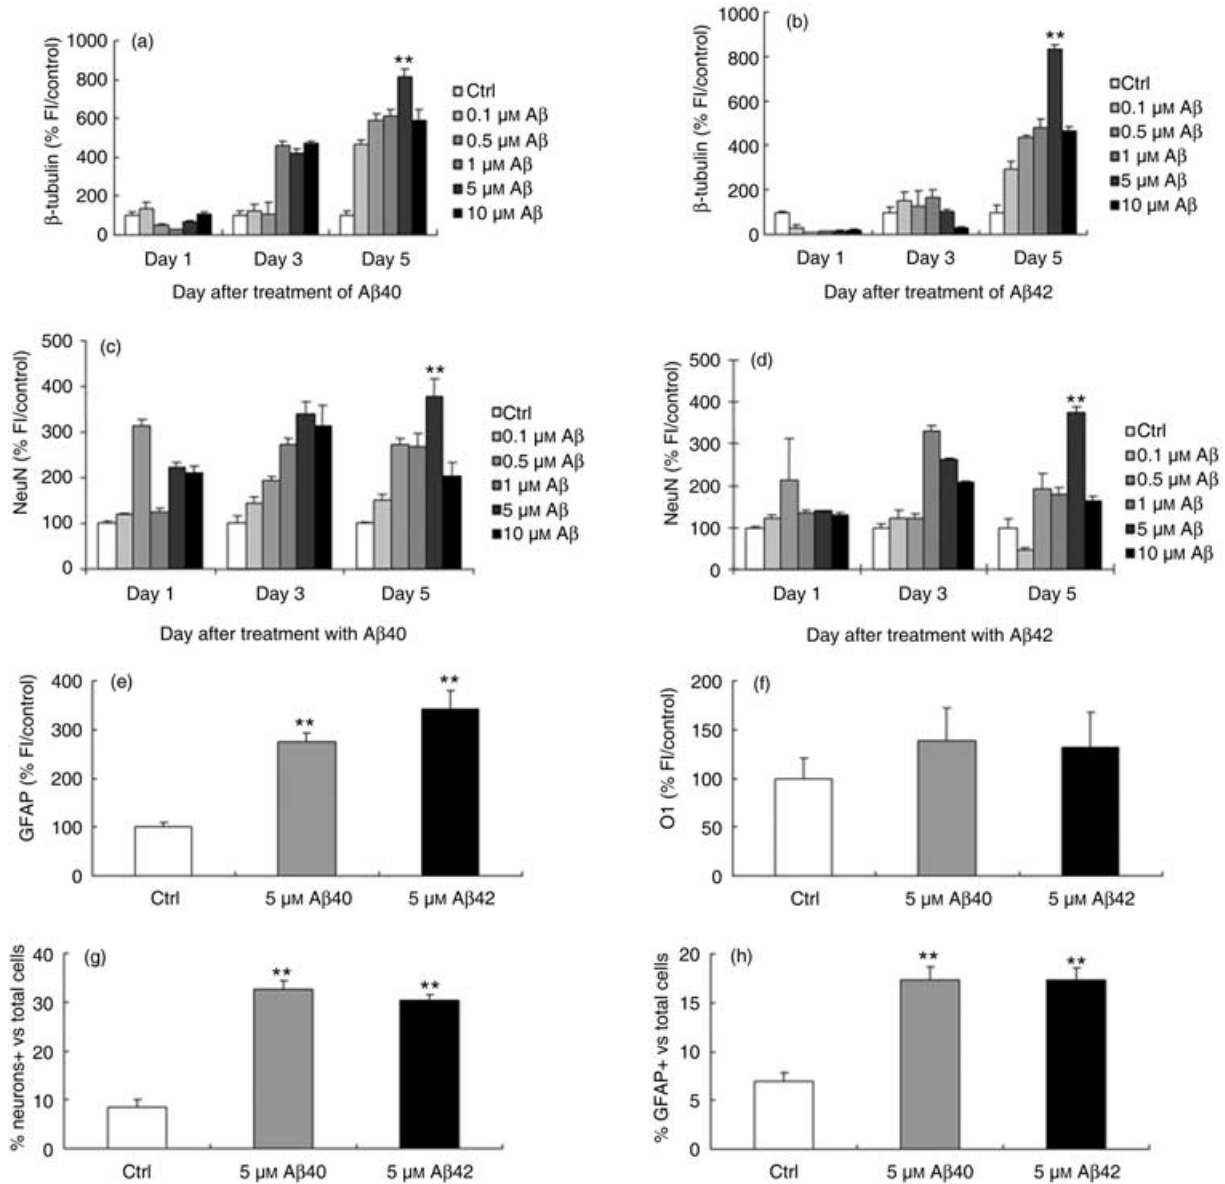 (a)
β-tubulin (% FI/control)
1000
800
600
400
200
0
**
Ctrl
0.1 μM Aβ
0.5 μM Aβ
1 μM Aβ
5 μM Aβ
10 μM Aβ
Day 1 Day 3 Day 5
Day after treatment of Aβ40
(b)
β-tubulin (% FI/control)
1000
800
600
400
200
0
**
Ctrl
0.1 μM Aβ
0.5 μM Aβ
1 μM Aβ
5 μM Aβ
10 μM Aβ
Day 1 Day 3 Day 5
Day after treatment of Aβ42
(c)
NeuN (% FI/control)
500
400
300
200
100
0
**
Ctrl
0.1 μM Aβ
0.5 μM Aβ
1 μM Aβ
5 μM Aβ
10 μM Aβ
Day 1 Day 3 Day 5
Day after treatment with Aβ40
(d)
NeuN (% FI/control)
500
400
300
200
100
0
**
Ctrl
0.1 μM Aβ
0.5 μM Aβ
1 μM Aβ
5 μM Aβ
10 μM Aβ
Day 1 Day 3 Day 5
Day after treatment with Aβ42
(e)
GFAP (% FI/control)
400
300
200
100
0
**
**
Ctrl 5 μM Aβ40 5 μM Aβ42
(f)
O1 (% FI/control)
200
150
100
50
0
Ctrl 5 μM Aβ40 5 μM Aβ42
(g)
% neurons+ vs total cells
40
30
20
10
0
**
**
Ctrl 5 μM Aβ40 5 μM Aβ42
(h)
% GFAP+ vs total cells
20
15
10
5
0
**
**
Ctrl 5 μM Aβ40 5 μM Aβ42